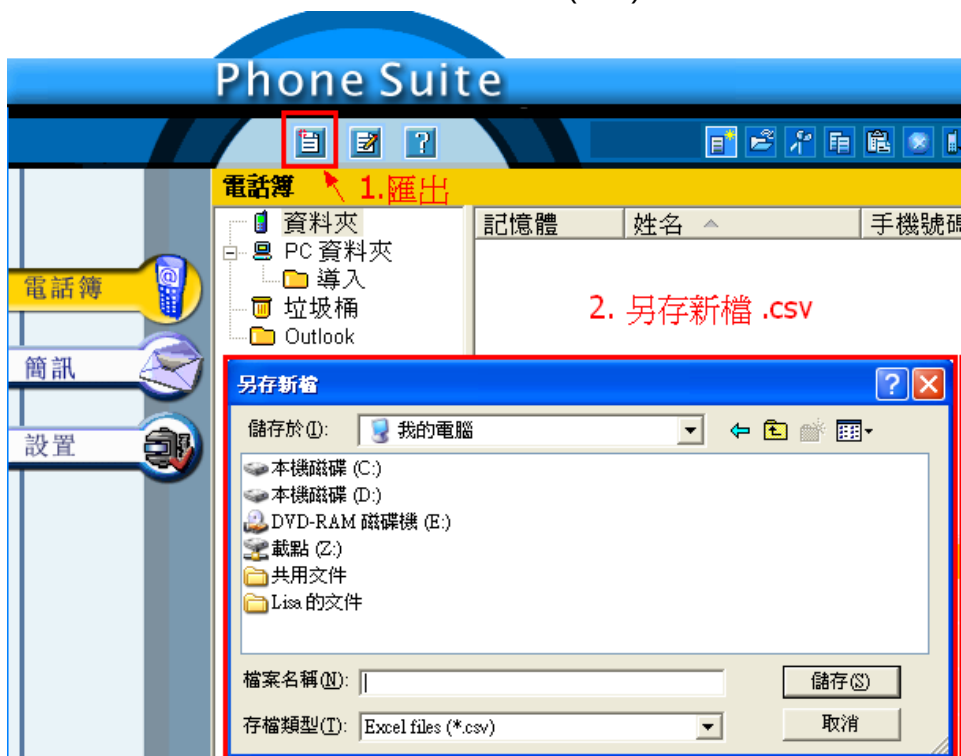 Phone Suite
?
電話簿
1.匯出
資料夾
PC 資料夾
導入
垃圾桶
Outlook
記憶體
姓名
手機號碼
2. 另存新檔 .csv
電話簿
簡訊
設置
另存新檔
儲存於(I):
我的電腦
本機磁碟 (C:)
本機磁碟 (D:)
DVD-RAM 磁碟機 (E:)
載點 (Z:)
共用文件
Lisa 的文件
檔案名稱(N):
儲存(S)
存檔類型(T):
Excel files (*.csv)
取消